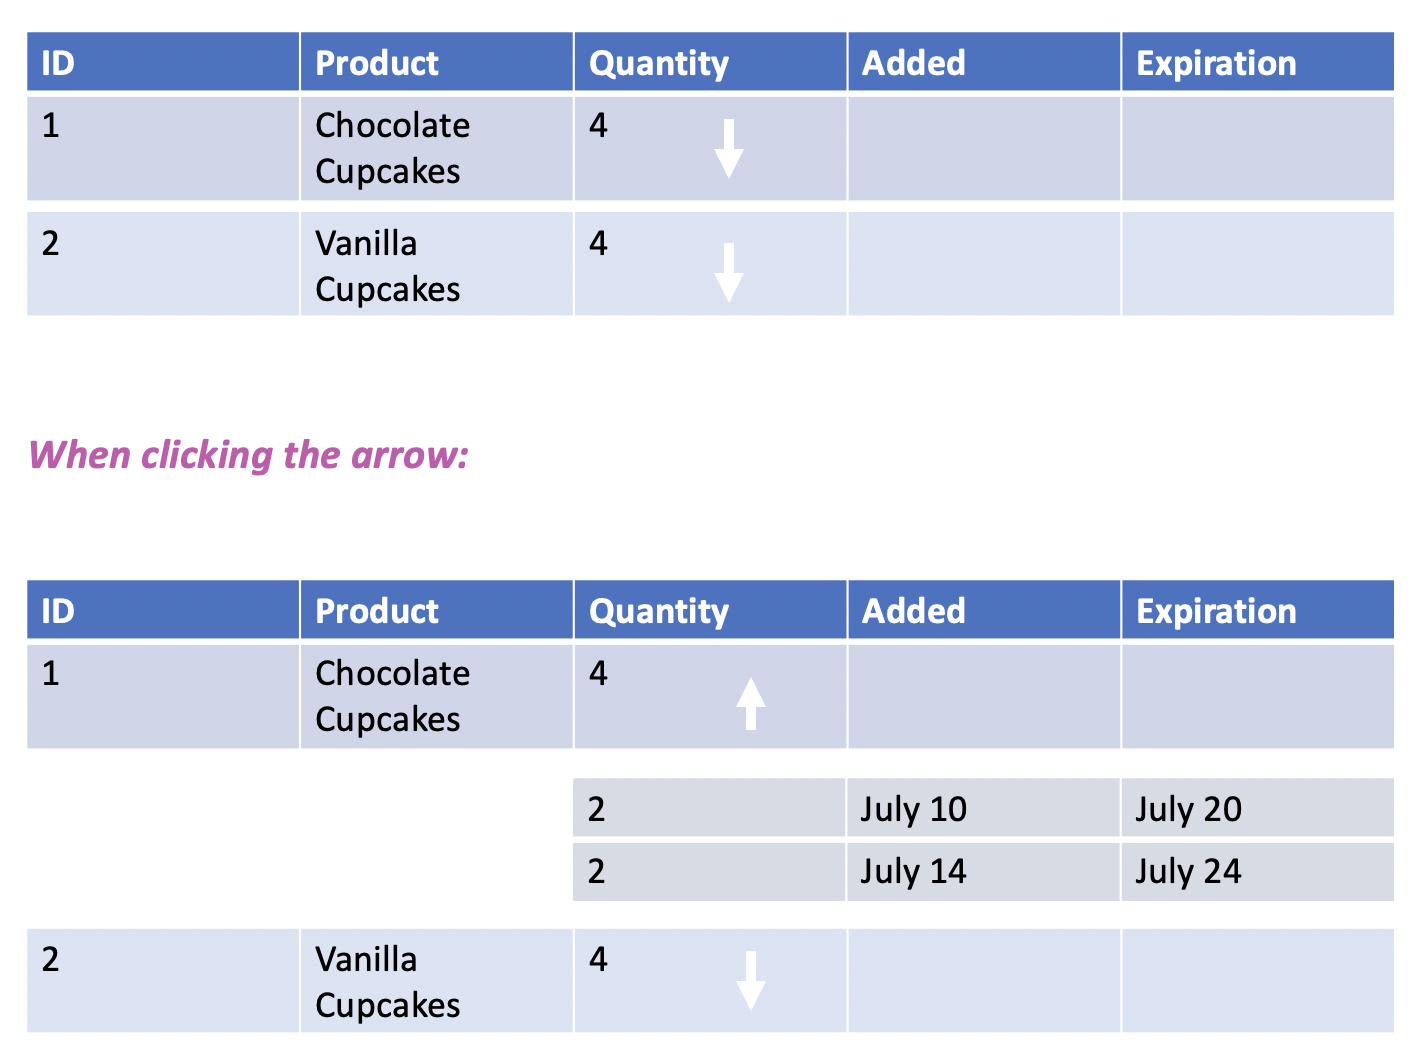 ID Product Quantity Added Expiration
1 Chocolate 4
Cupcakes
2 Vanilla 4
Cupcakes
When clicking the arrow:
ID Product Quantity Added Expiration
1 Chocolate 4
Cupcakes
2 July 10 July 20
2 July 14 July 24
2 Vanilla 4
Cupcakes